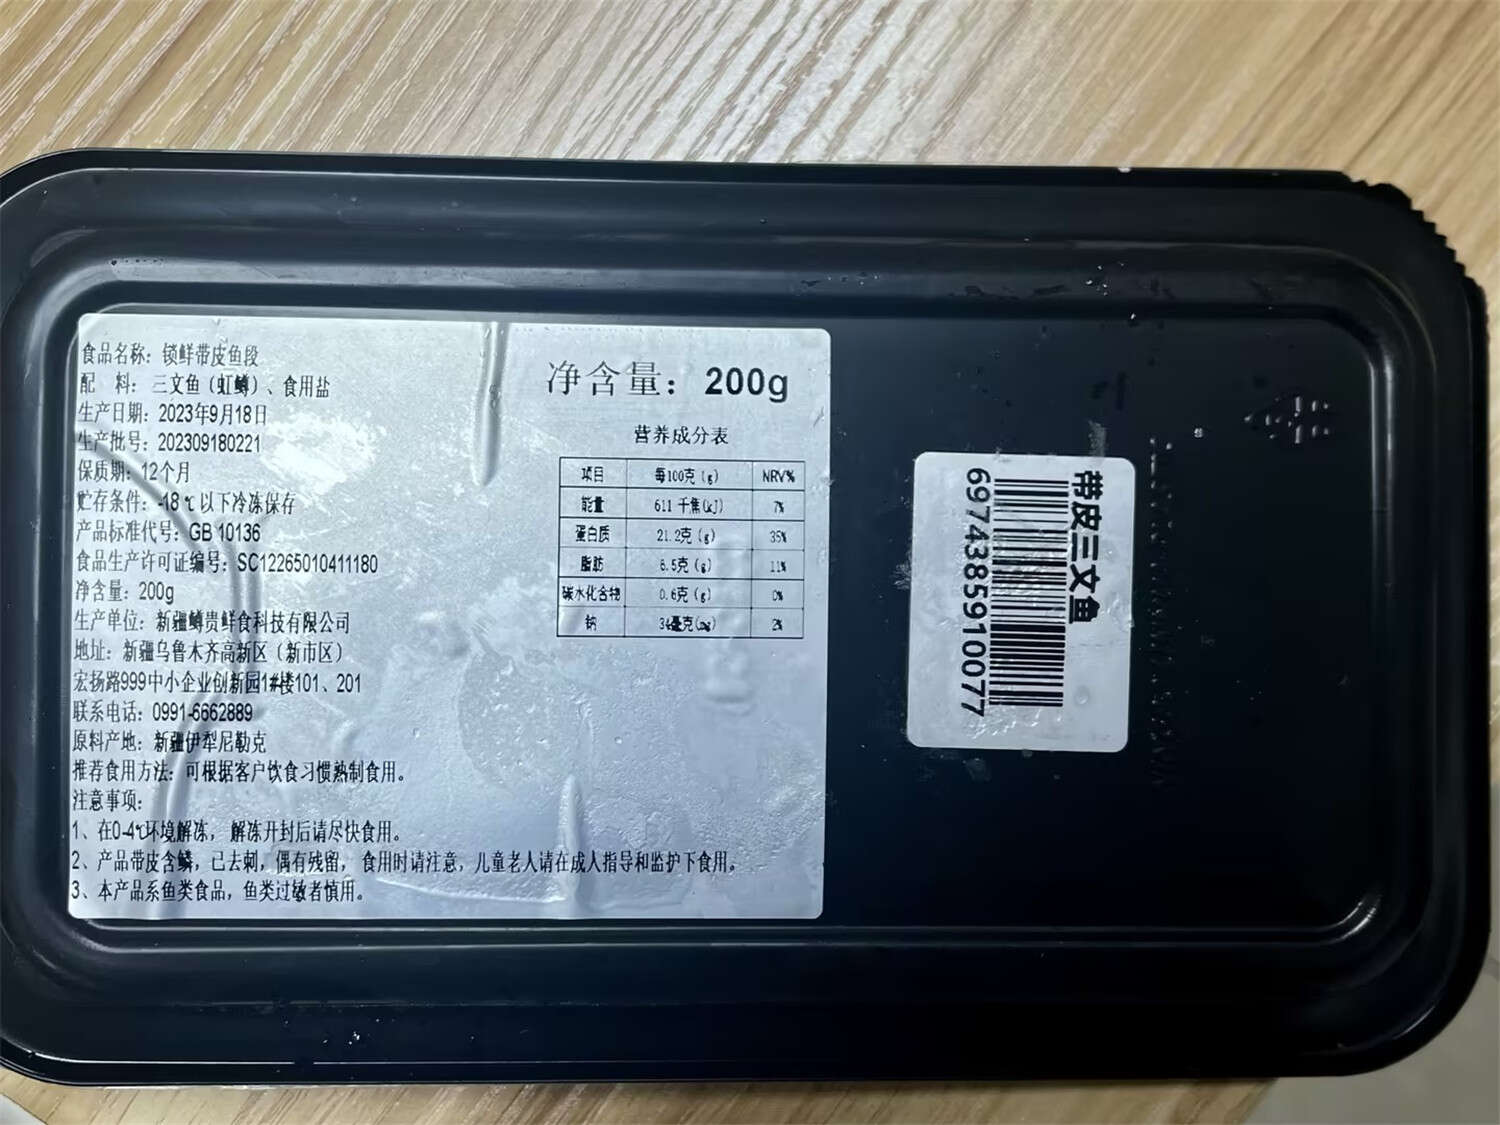 食品名称：锁鲜带皮鱼段
配 料：三文鱼（虹鳟）、食用盐
生产日期：2023年9月18日
生产批号：202309180221
保质期：12个月
贮存条件：-18℃以下冷冻保存
产品标准代号：GB 10136
食品生产许可证编号：SC12265010411180
净含量：200g
生产单位：新疆鳟贵鲜食科技有限公司
地址：新疆乌鲁木齐高新区（新市区）
宏扬路999中小企业创新园1#楼101、201
联系电话：0991-6662889
原料产地：新疆伊犁尼勒克
推荐食用方法：可根据客户饮食习惯熟制食用。
注意事项：
1、在0-4℃环境解冻，解冻开封后请尽快食用。
2、产品带皮含鳞，已去刺，偶有残留，食用时请注意，儿童老人请在成人指导和监护下食用。
3、本产品系鱼类食品，鱼类过敏者慎用。
净含量：200g
营养成分表
项目 每100克（g） NRV%
能量 611 千焦(kJ) 7%
蛋白质 21.2克（g） 35%
脂肪 6.5克（g） 11%
碳水化合物 0.6克（g） 0%
钠 34毫克(mg) 2%
带皮三文鱼
6974385910077